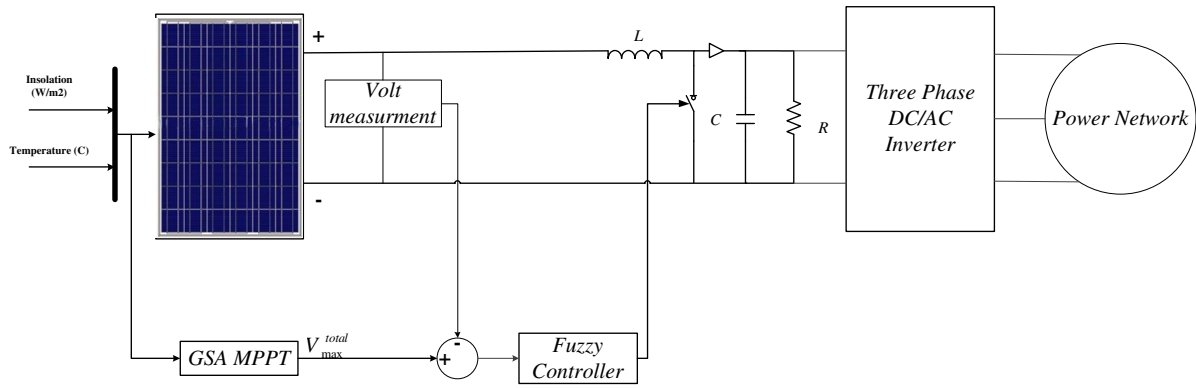 Insolation
(W/m2)
Temperature (C)
+
-
Volt
measurment
L
C
R
Three Phase
DC/AC
Inverter
Power Network
GSA MPPT
V total max
+
-
Fuzzy
Controller